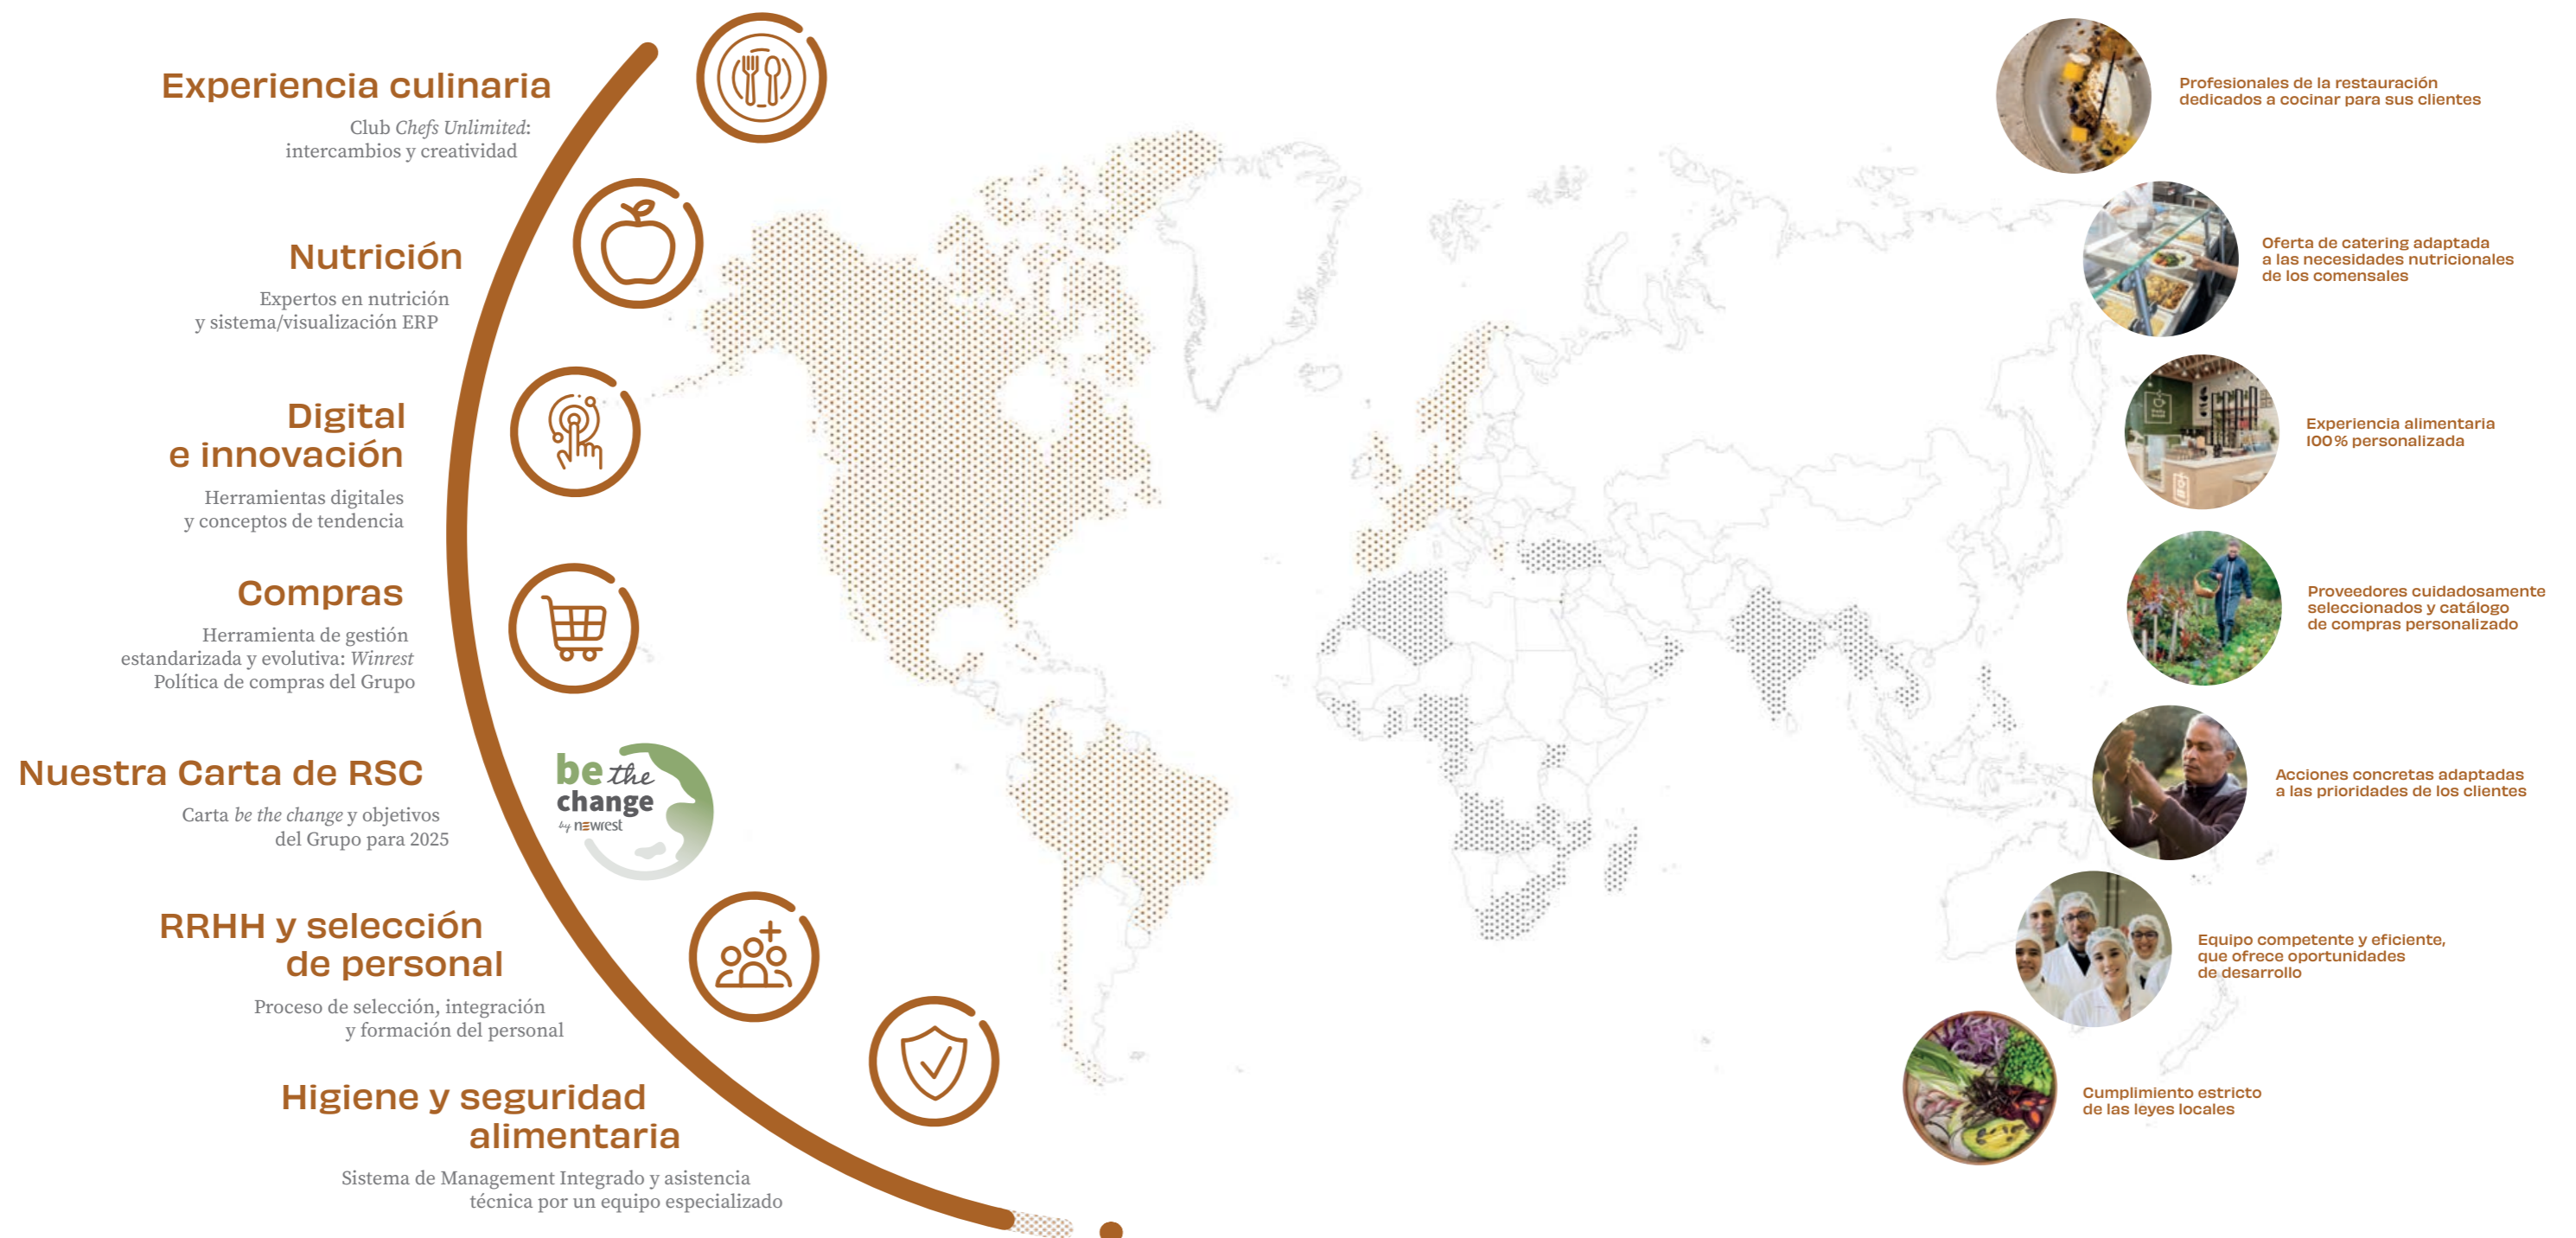 Experiencia culinaria
Club Chefs Unlimited:
intercambios y creatividad
Nutrición
Expertos en nutrición
y sistema/visualización ERP
Digital
e innovación
Herramientas digitales
y conceptos de tendencia
Compras
Herramienta de gestión
estandarizada y evolutiva: Winrest
Política de compras del Grupo
Nuestra Carta de RSC
Carta be the change y objetivos
del Grupo para 2025
be the
change
by newrest
RRHH y selección
de personal
Proceso de selección, integración
y formación del personal
Higiene y seguridad
alimentaria
Sistema de Management Integrado y asistencia
técnica por un equipo especializado
Profesionales de la restauración
dedicados a cocinar para sus clientes
Oferta de catering adaptada
a las necesidades nutricionales
de los comensales
Experiencia alimentaria
100% personalizada
Proveedores cuidadosamente
seleccionados y catálogo
de compras personalizado
Acciones concretas adaptadas
a las prioridades de los clientes
Equipo competente y eficiente,
que ofrece oportunidades
de desarrollo
Cumplimiento estricto
de las leyes locales